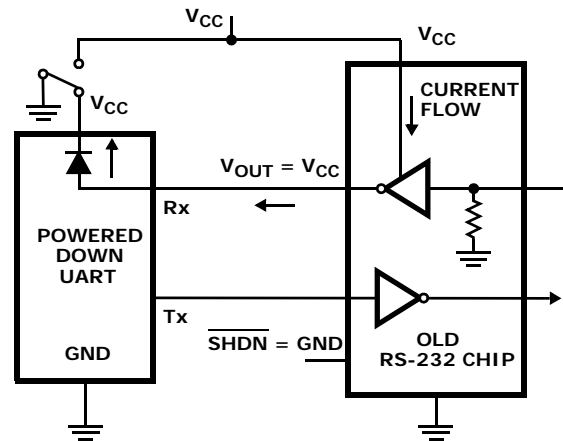 VCC
VCC
VCC
CURRENT
FLOW
VOUT = VCC
Rx
POWERED
DOWN
UART
Tx
SHDN = GND
GND
OLD
RS-232 CHIP